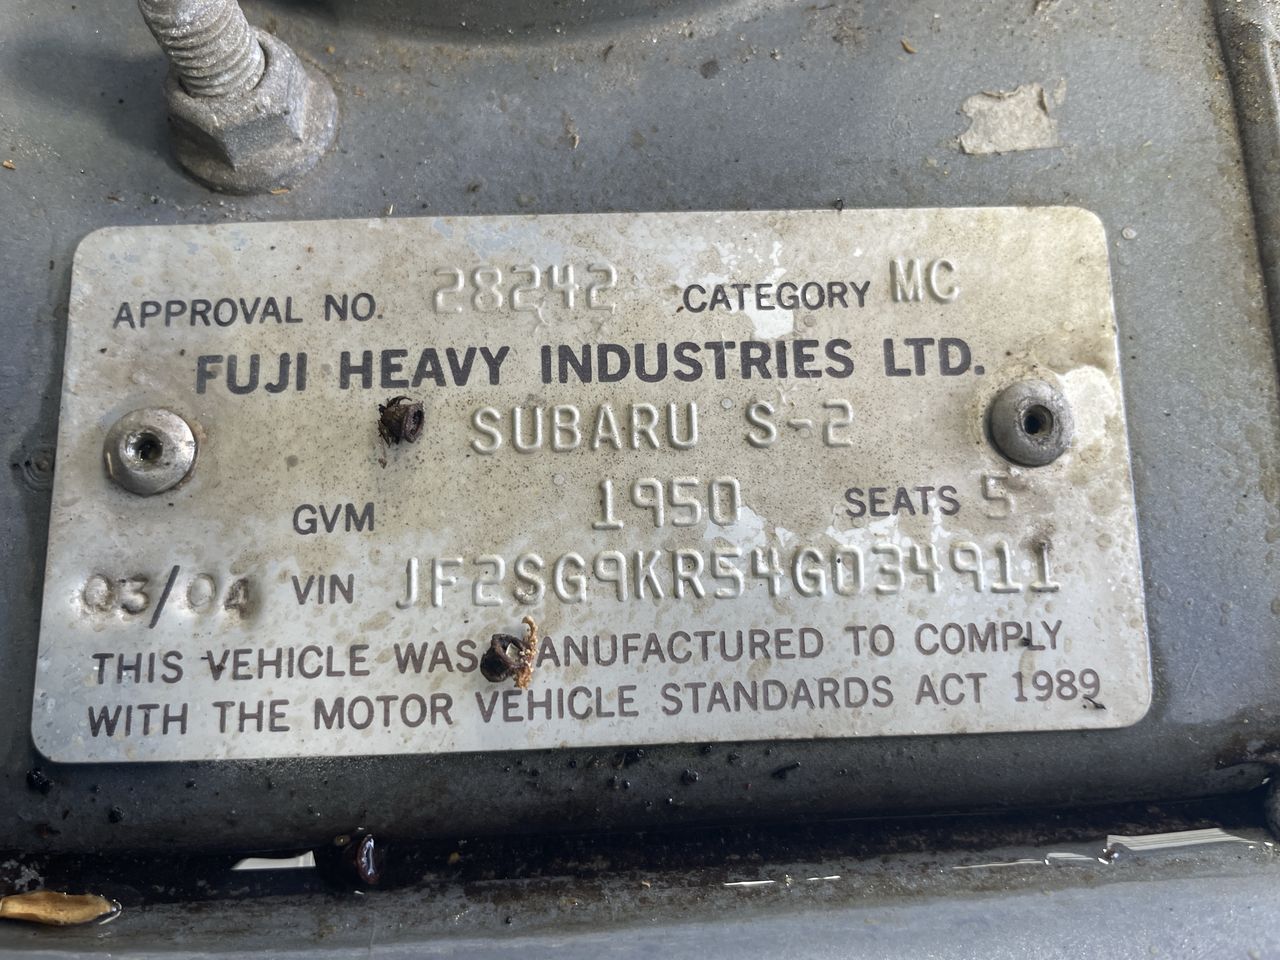 APPROVAL NO. 28242 CATEGORY MC
FUJI HEAVY INDUSTRIES LTD.
SUBARU S-2
GVM 1950 SEATS 5
03/04 VIN JF2SG9KR54G034911
THIS VEHICLE WAS MANUFACTURED TO COMPLY
WITH THE MOTOR VEHICLE STANDARDS ACT 1989